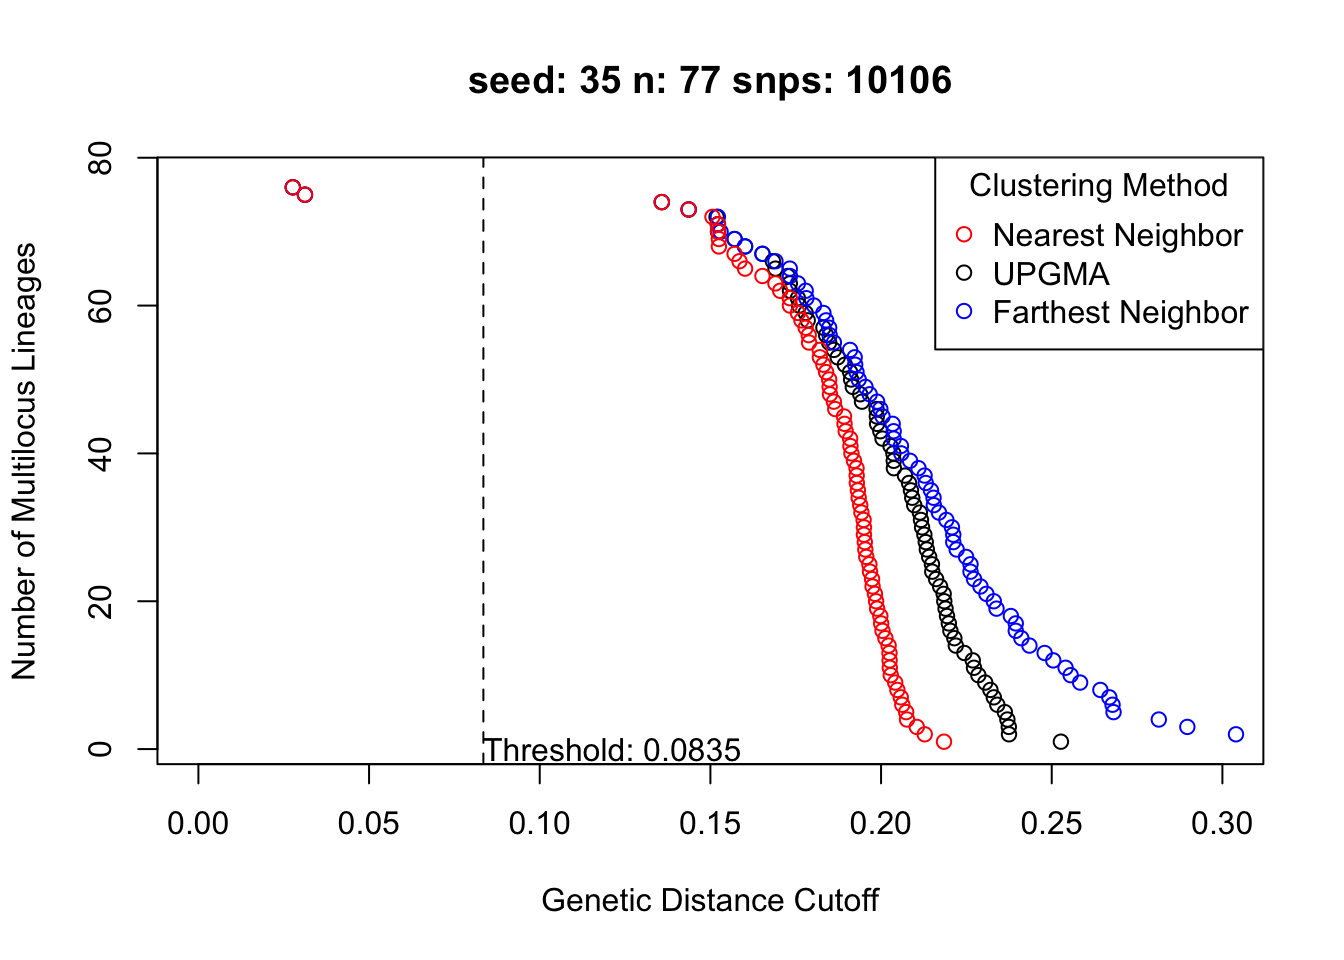 seed: 35 n: 77 snps: 10106
Number of Multilocus Lineages
80
60
40
20
0
Clustering Method
Nearest Neighbor
UPGMA
Farthest Neighbor
Threshold: 0.0835
0.00 0.05 0.10 0.15 0.20 0.25 0.30
Genetic Distance Cutoff